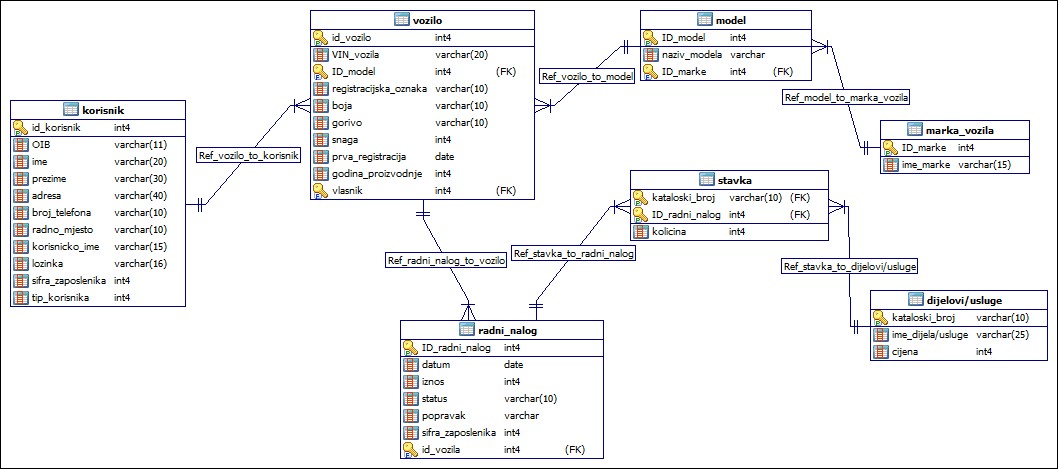 korisnik
id_korisnik int4
OIB varchar(11)
ime varchar(20)
prezime varchar(30)
adresa varchar(40)
broj_telefona varchar(10)
radno_mjesto varchar(10)
korisnicko_ime varchar(15)
lozinka varchar(16)
sifra_zaposlenika int4
tip_korisnika int4
Ref_vozilo_to_korisnik
vozilo
id_vozilo int4
VIN_vozila varchar(20)
ID_model int4 (FK)
registracijska_oznaka varchar(10)
boja varchar(10)
gorivo varchar(10)
snaga int4
prva_registracija date
godina_proizvodnje int4
vlasnik int4 (FK)
Ref_vozilo_to_model
model
ID_model int4
naziv_modela varchar
ID_marke int4 (FK)
Ref_model_to_marka_vozila
marka_vozila
ID_marke int4
ime_marke varchar(15)
stavka
kataloski_broj varchar(10) (FK)
ID_radni_nalog int4 (FK)
kolicina int4
Ref_radni_nalog_to_vozilo
Ref_stavka_to_radni_nalog
Ref_stavka_to_dijelovi/usluge
dijelovi/usluge
kataloski_broj varchar(10)
ime_dijela/usluge varchar(25)
cijena int4
radni_nalog
ID_radni_nalog int4
datum date
iznos int4
status varchar(10)
popravak varchar
sifra_zaposlenika int4
id_vozila int4 (FK)